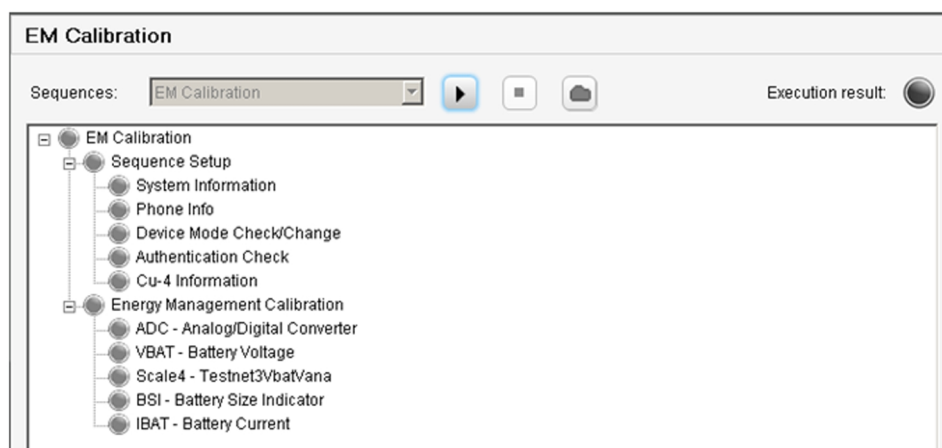 EM Calibration
Sequences: EM Calibration Execution result:
EM Calibration
Sequence Setup
System Information
Phone Info
Device Mode Check/Change
Authentication Check
Cu-4 Information
Energy Management Calibration
ADC - Analog/Digital Converter
VBAT - Battery Voltage
Scale4 - Testnet3VbatVana
BSI - Battery Size Indicator
IBAT - Battery Current